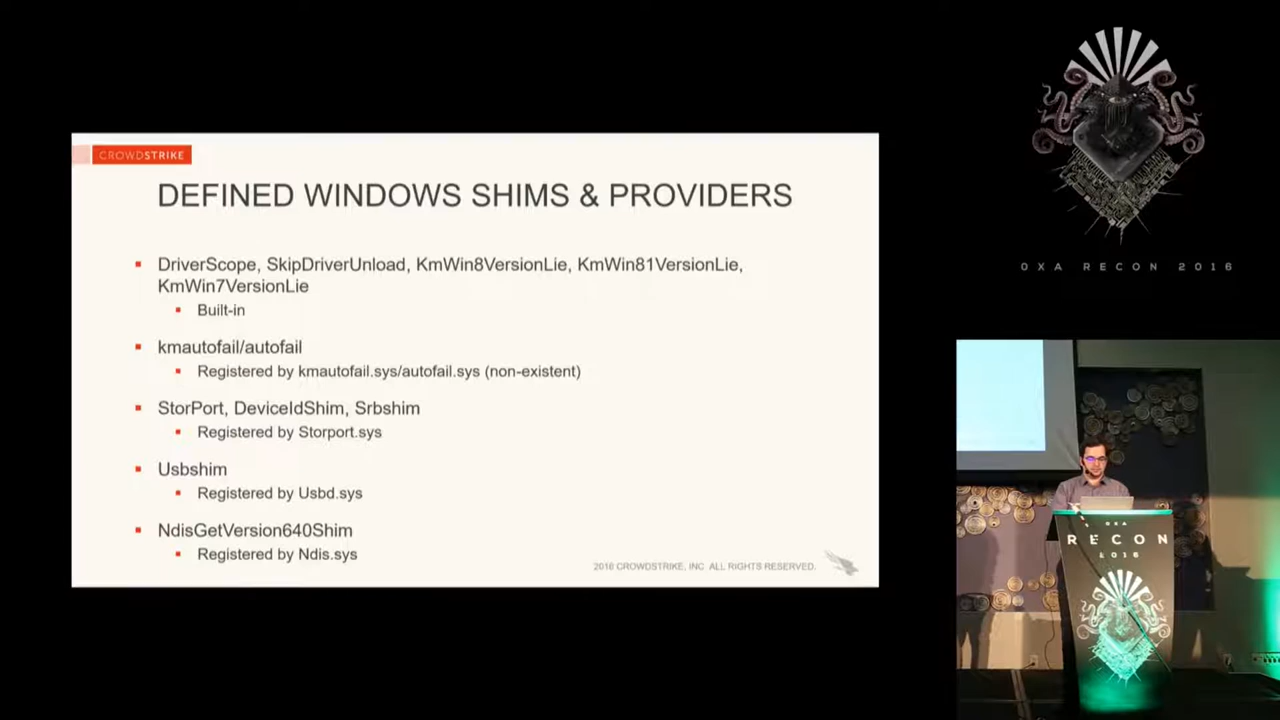 CROWDSTRIKE
DEFINED WINDOWS SHIMS & PROVIDERS
DriverScope, SkipDriverUnload, KmWin8VersionLie, KmWin81VersionLie,
KmWin7VersionLie
Built-in
kmautofail/autofail
Registered by kmautofail.sys/autofail.sys (non-existent)
StorPort, DeviceIdShim, Srbshim
Registered by Storport.sys
Usbshim
Registered by Usbd.sys
NdisGetVersion640Shim
Registered by Ndis.sys
2016 CROWDSTRIKE, INC. ALL RIGHTS RESERVED.
0XA RECON 2016
0XA
RECON
2016